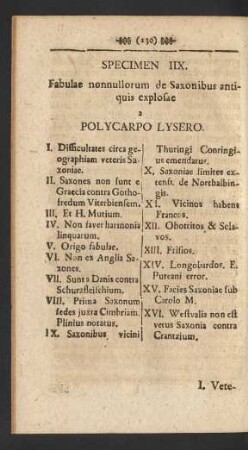 (230)
SPECIMEN IIX.
Fabulae nonnullorum de Saxonibus anti-
quis explosae
a
POLYCARPO LYSERO.
I. Difficultates circa ge-
ographiam veteris Sa-
xoniae.
II. Saxones non sunt e
Graecia contra Gotho-
fredum Viterbiensem.
III. Et H. Mutium.
IV. Non favet harmonia
linquarum.
V. Origo fabulae.
VI. Non ex Anglis Sa-
xones.
VII. Sunt a Danis contra
Schurzfleischium.
VIII. Prima Saxonum
sedes juxta Cimbriam.
Plinius notatus.
IX. Saxonibus vicini
Thuringi Conringi-
us emendatur.
X. Saxoniae limites ex-
tensi. de Northalbin-
gis.
XI. Vicinos habens
Francos.
XII. Obotritos & Sela-
vos.
XIII. Frisios.
XIV. Longobardos. E.
Puteani error.
XV. Facies Saxoniae sub
Carolo M.
XVI. Westvalia non est
vetus Saxonia contra
Crantzium.
I. Vete-